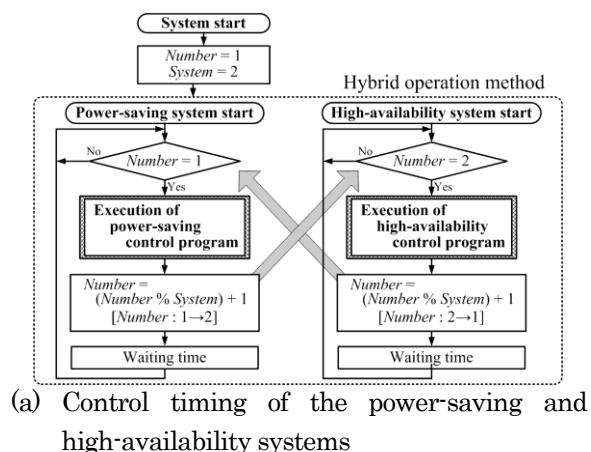 System start
Number = 1
System = 2
Hybrid operation method
Power-saving system start
No
Number = 1
Yes
Execution of
power-saving
control program
Number =
(Number % System) + 1
[Number : 1→2]
Waiting time
High-availability system start
No
Number = 2
Yes
Execution of
high-availability
control program
Number =
(Number % System) + 1
[Number : 2→1]
Waiting time
(a) Control timing of the power-saving and
high-availability systems